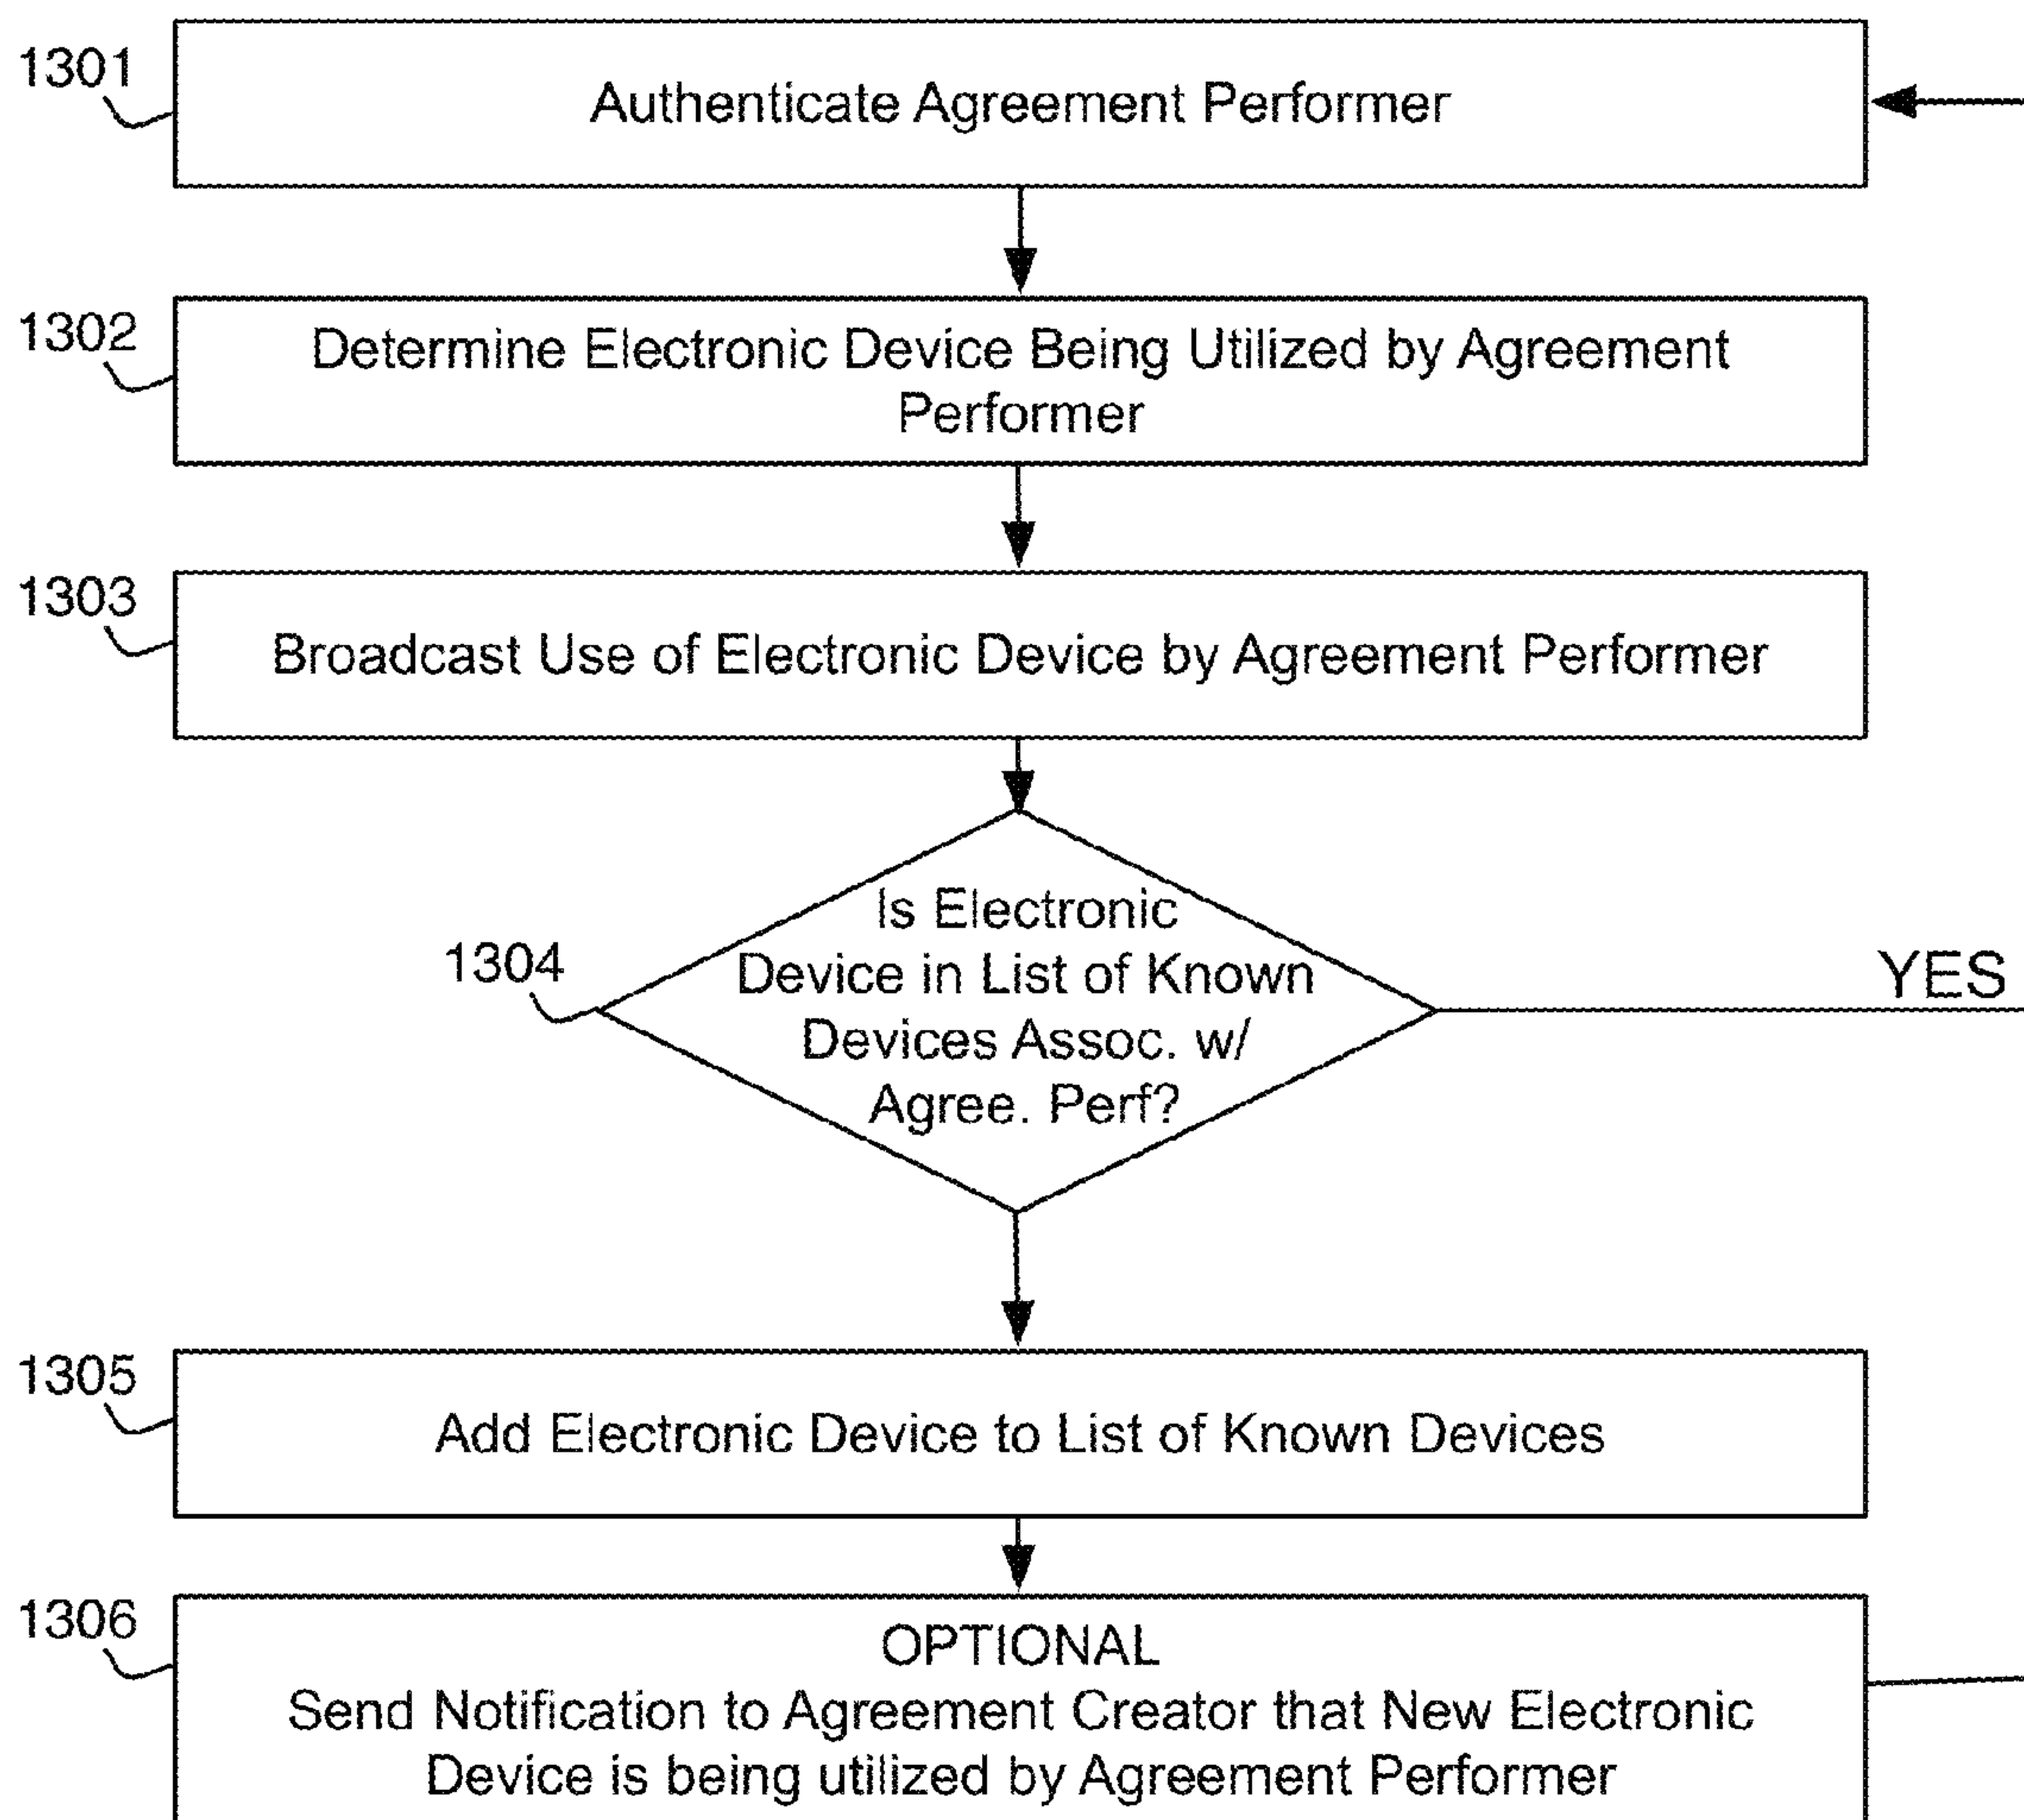 1301
Authenticate Agreement Performer
1302
Determine Electronic Device Being Utilized by Agreement
Performer
1303
Broadcast Use of Electronic Device by Agreement Performer
1304
Is Electronic
Device in List of Known
Devices Assoc. w/
Agree. Perf?
YES
1305
Add Electronic Device to List of Known Devices
1306
OPTIONAL
Send Notification to Agreement Creator that New Electronic
Device is being utilized by Agreement Performer